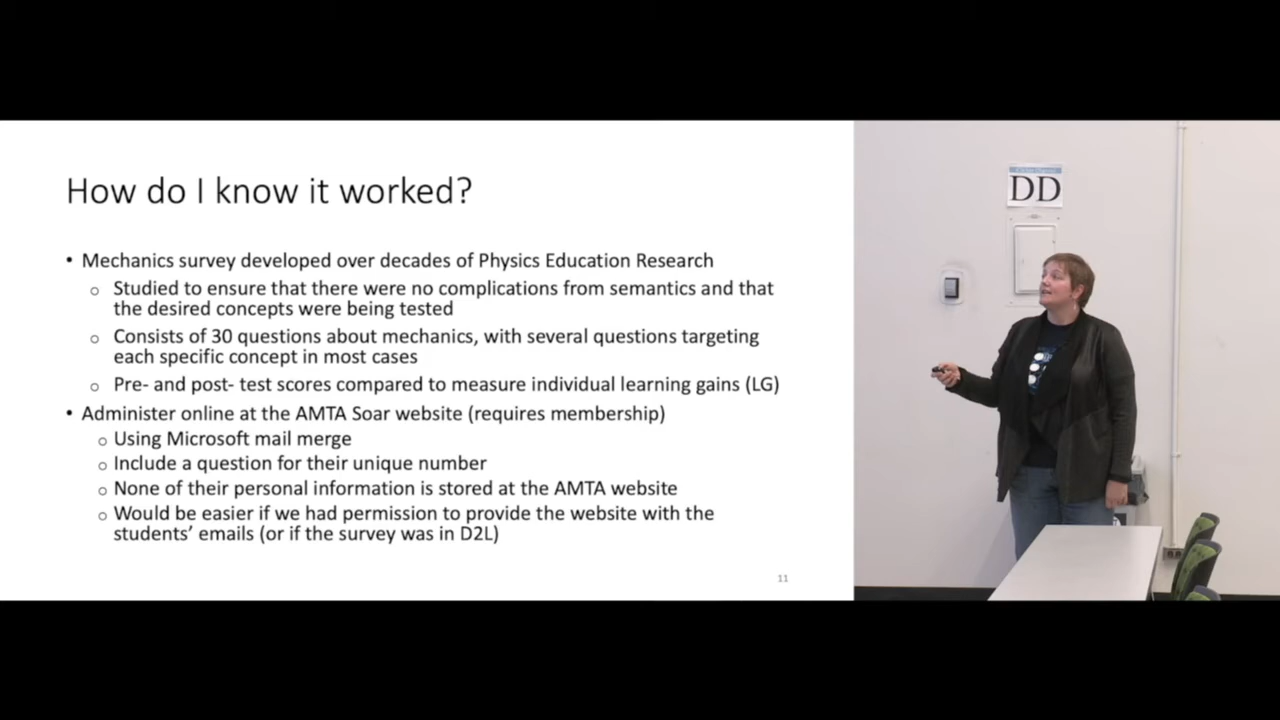 How do I know it worked?
• Mechanics survey developed over decades of Physics Education Research
o Studied to ensure that there were no complications from semantics and that
the desired concepts were being tested
o Consists of 30 questions about mechanics, with several questions targeting
each specific concept in most cases
o Pre- and post- test scores compared to measure individual learning gains (LG)
• Administer online at the AMTA Soar website (requires membership)
o Using Microsoft mail merge
o Include a question for their unique number
o None of their personal information is stored at the AMTA website
o Would be easier if we had permission to provide the website with the
students’ emails (or if the survey was in D2L)
11
DD